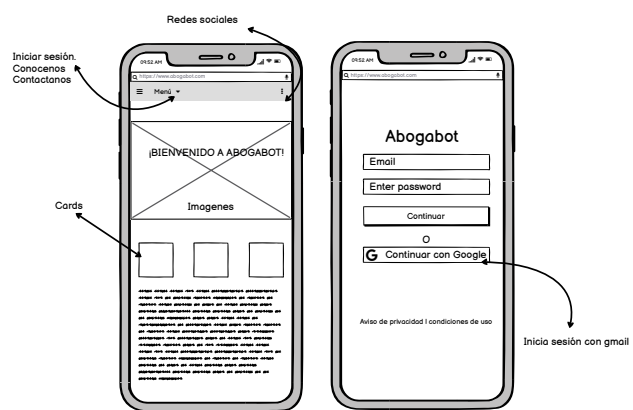 Redes sociales
Iniciar sesión.
Conocenos
Contactanos
09:52 AM
https://www.abogabot.com
Menú
¡BIENVENIDO A ABOGABOT!
Imagenes
Cards
09:52 AM
https://www.abogabot.com
Abogabot
Email
Enter password
Continuar
O
G Continuar con Google
Aviso de privacidad | condiciones de uso
Inicia sesión con gmail